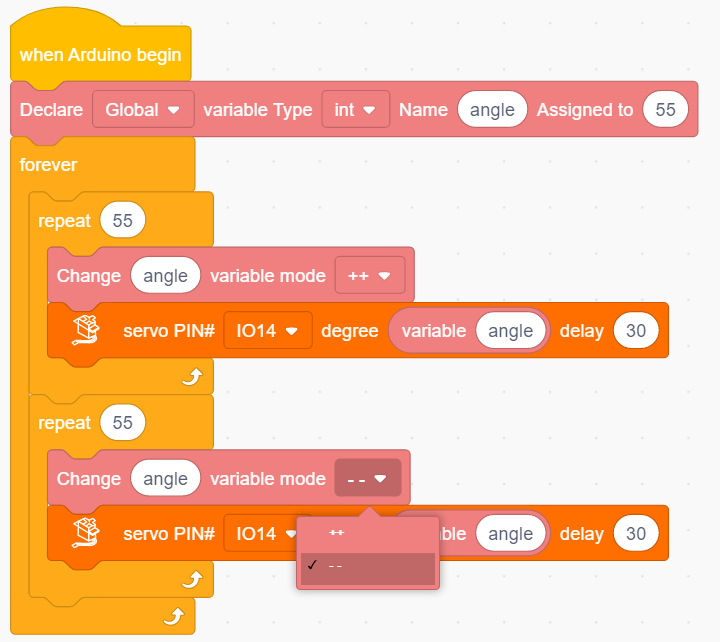 when Arduino begin
Declare Global variable Type int Name angle Assigned to 55
forever
repeat 55
Change angle variable mode ++
servo PIN# IO14 degree variable angle delay 30
repeat 55
Change angle variable mode --
servo PIN# IO14 ble angle delay 30
++
✓ --